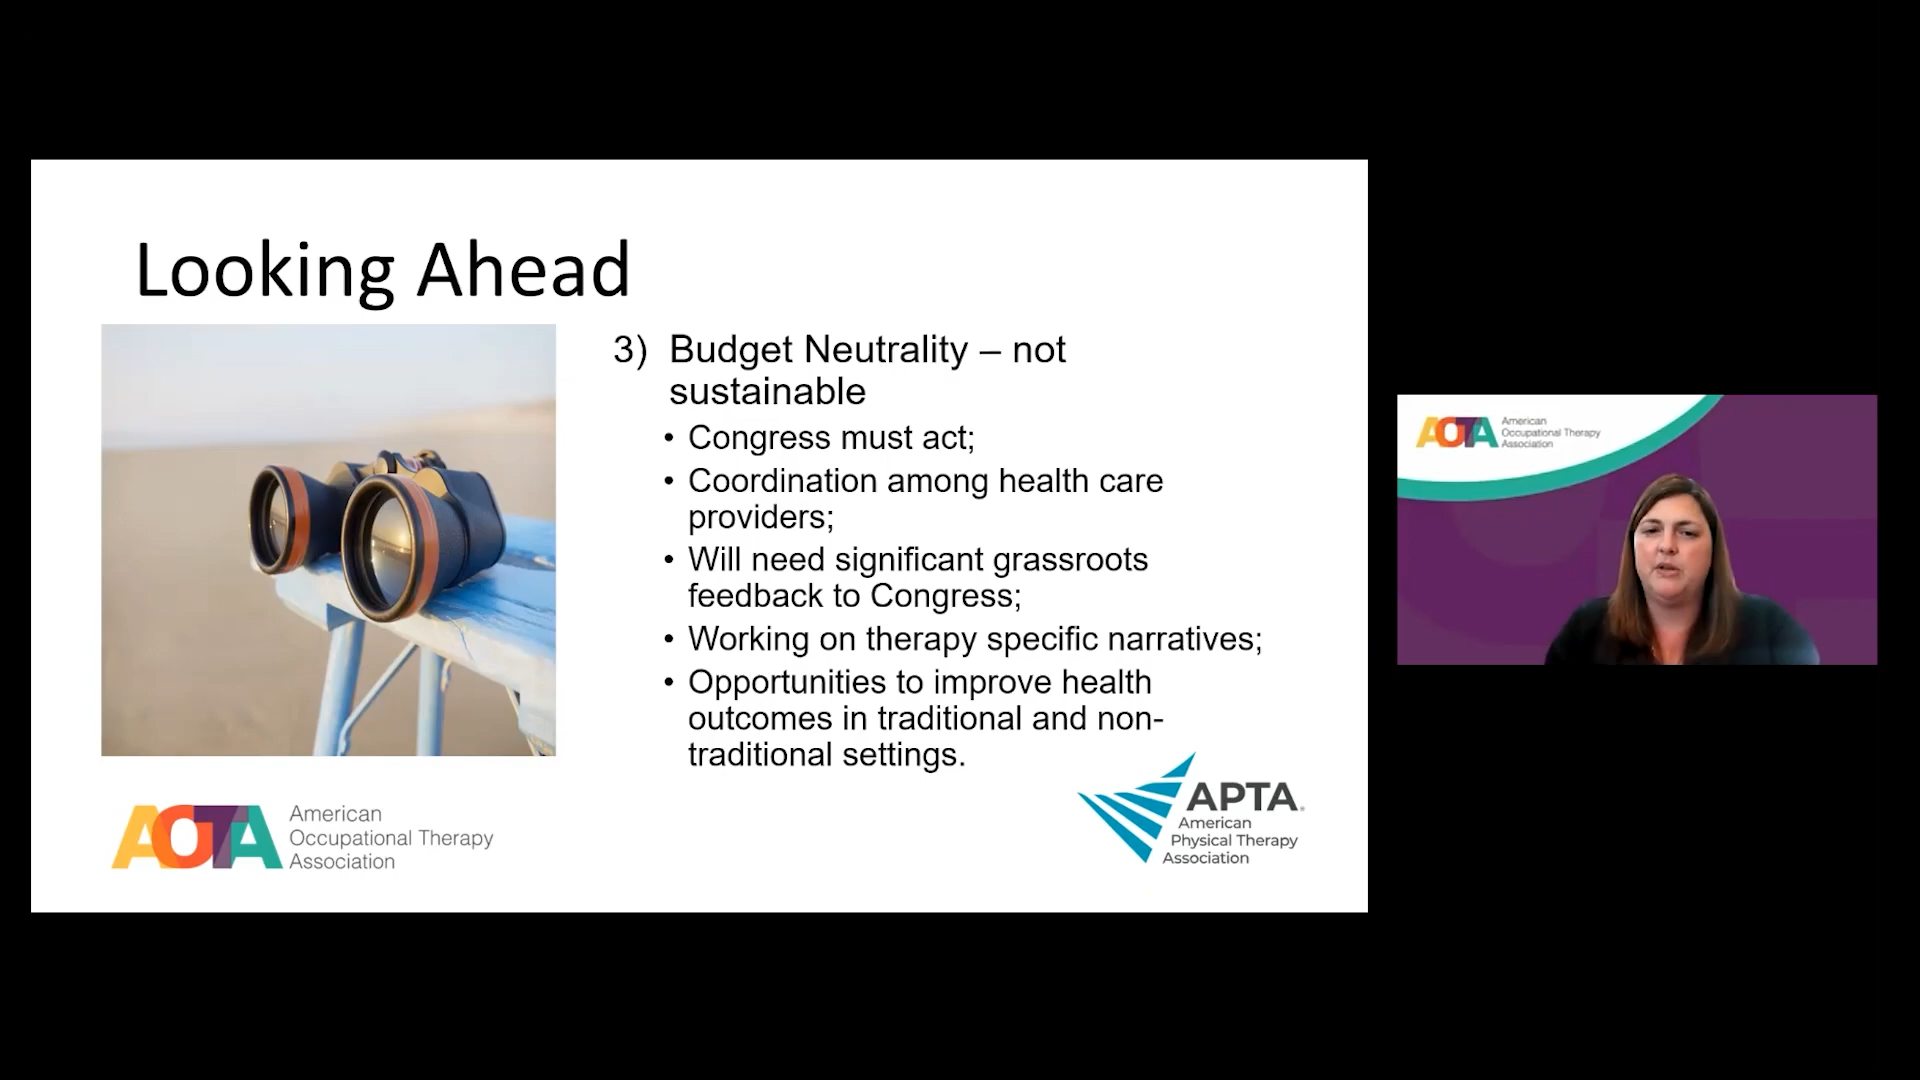 Looking Ahead
3) Budget Neutrality – not
sustainable
• Congress must act;
• Coordination among health care
providers;
• Will need significant grassroots
feedback to Congress;
• Working on therapy specific narratives;
• Opportunities to improve health
outcomes in traditional and non-
traditional settings.
AOTA American
Occupational Therapy
Association
APTA®
American
Physical Therapy
Association
AOTA American
Occupational Therapy
Association